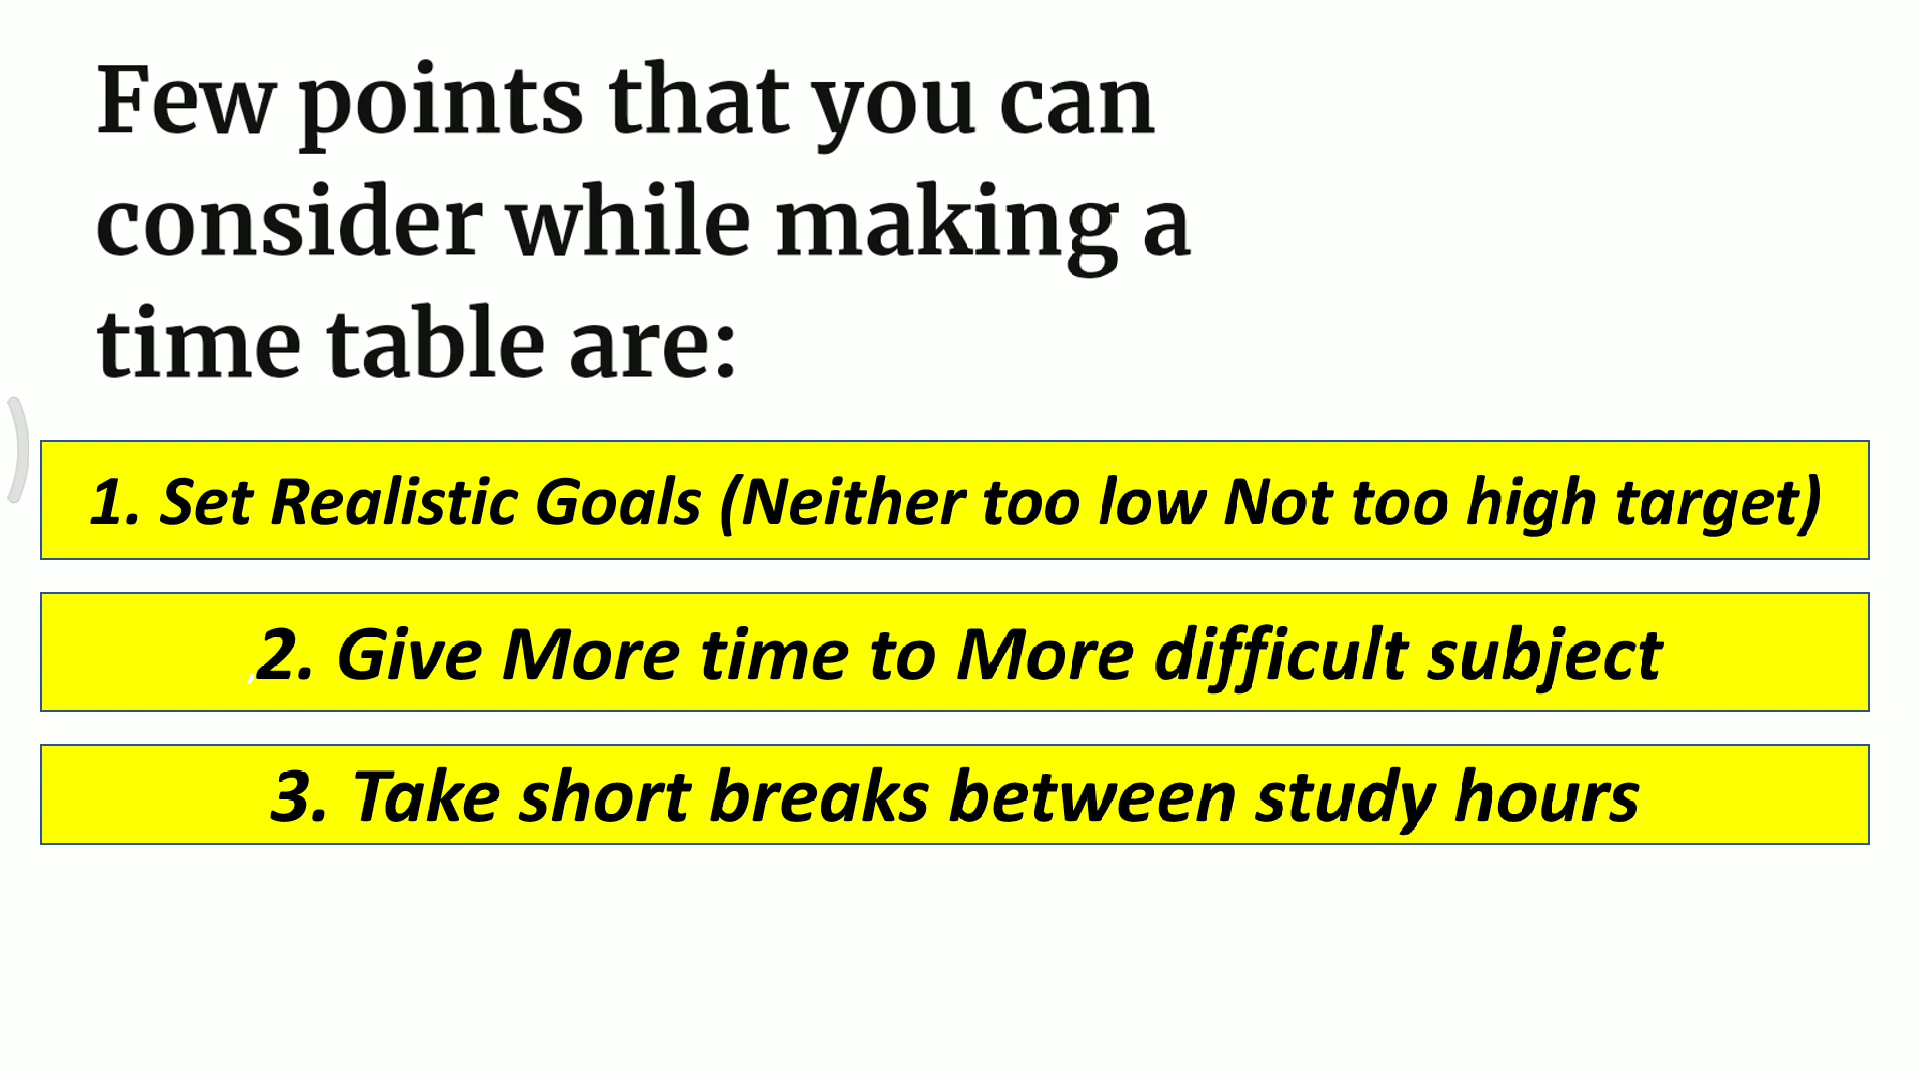 Few points that you can
consider while making a
time table are:
1. Set Realistic Goals (Neither too low Not too high target)
,2. Give More time to More difficult subject
3. Take short breaks between study hours